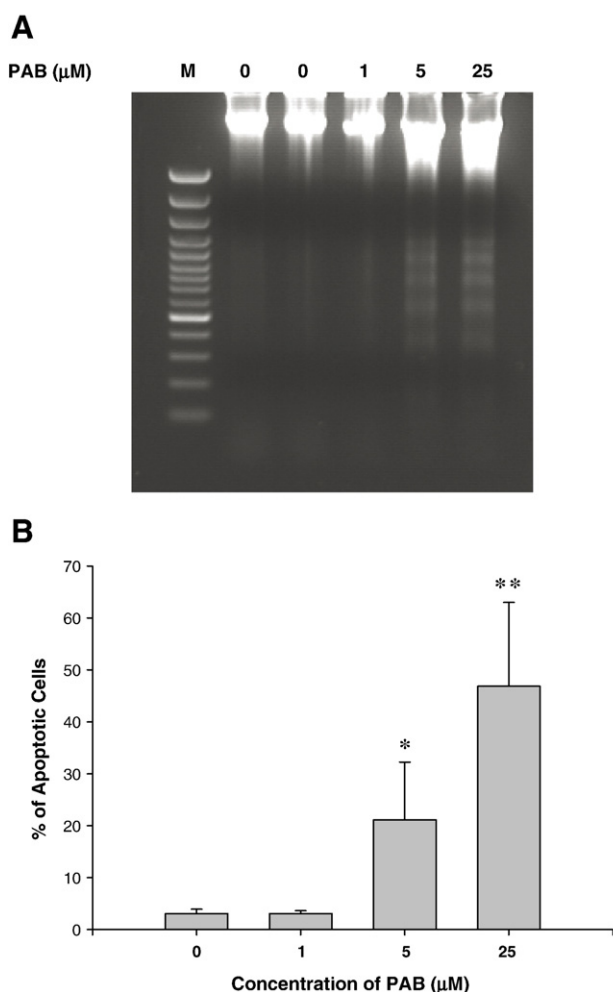 A
PAB (μM) M 0 0 1 5 25
B
70
60
50
40
30
20
10
0
% of Apoptotic Cells
*
**
0 1 5 25
Concentration of PAB (μM)